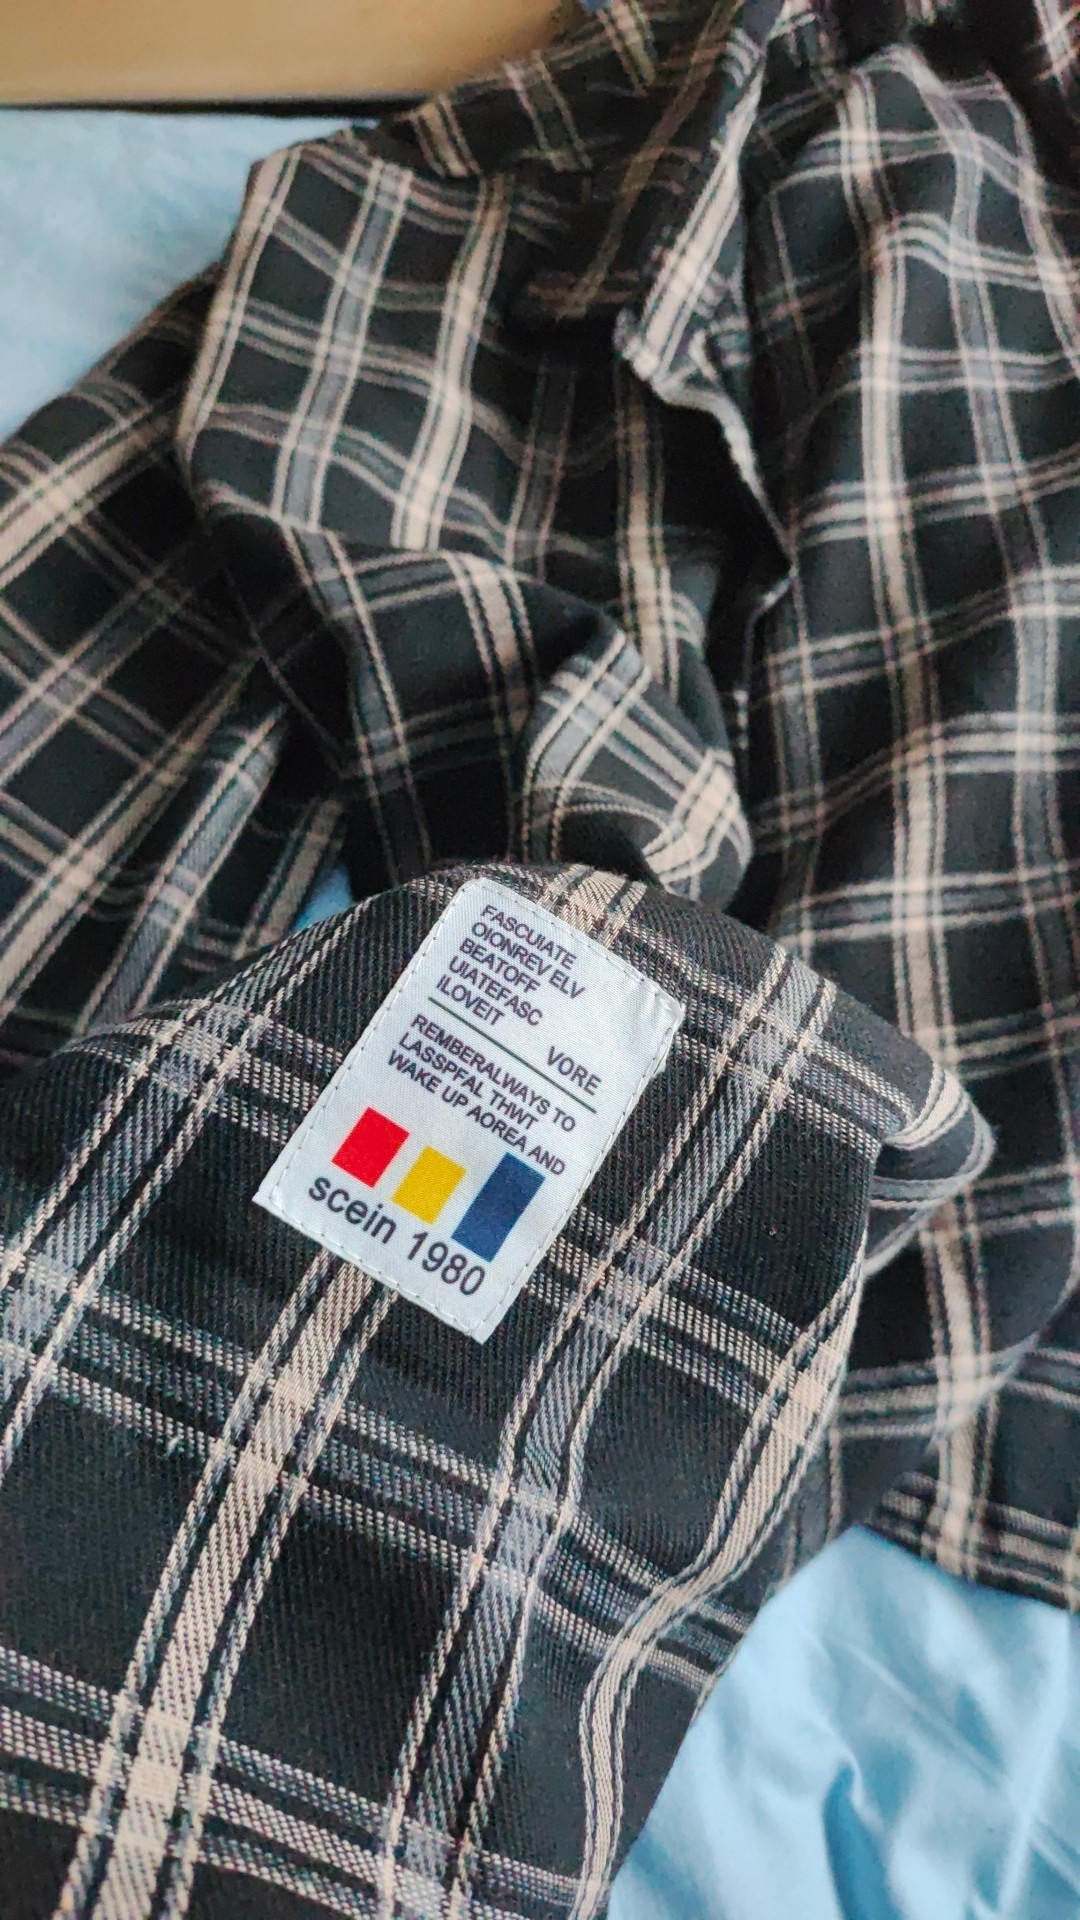 FASCUIATE
OIONREV ELV
BEATOFF
UIATEFASC
ILOVEIT
VORE
REMBERALWAYS TO
LASSPFAL THWT
WAKE UP AOREA AND
scein 1980